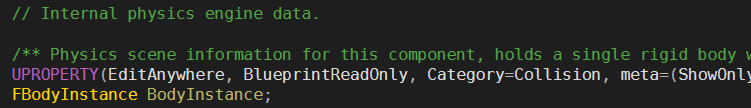 // Internal physics engine data.
/** Physics scene information for this component, holds a single rigid body
UPROPERTY(EditAnywhere, BlueprintReadOnly, Category=Collision, meta=(ShowOnly
FBodyInstance BodyInstance;